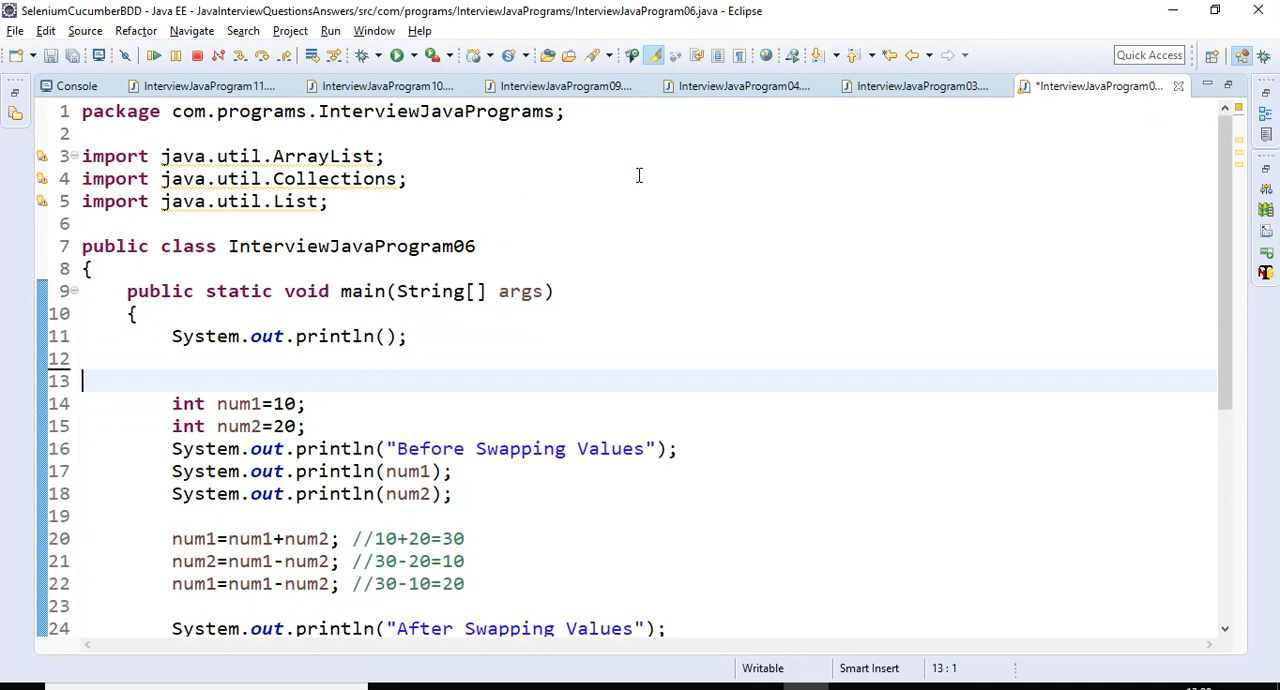 SeleniumCucumberBDD - Java EE - JavaInterviewQuestionsAnswers/src/com/programs/InterviewJavaPrograms/InterviewJavaProgram06.java - Eclipse
File Edit Source Refactor Navigate Search Project Run Window Help
Quick Access
Console InterviewJavaProgram11.... InterviewJavaProgram10.... InterviewJavaProgram09.... InterviewJavaProgram04.... InterviewJavaProgram03.... *InterviewJavaProgram0...
1 package com.programs.InterviewJavaPrograms;
2
3 import java.util.ArrayList;
4 import java.util.Collections;
5 import java.util.List;
6
7 public class InterviewJavaProgram06
8 {
9 public static void main(String[] args)
10 {
11 System.out.println();
12
13
14 int num1=10;
15 int num2=20;
16 System.out.println("Before Swapping Values");
17 System.out.println(num1);
18 System.out.println(num2);
19
20 num1=num1+num2; //10+20=30
21 num2=num1-num2; //30-20=10
22 num1=num1-num2; //30-10=20
23
24 System.out.println("After Swapping Values");
Writable Smart Insert 13 : 1